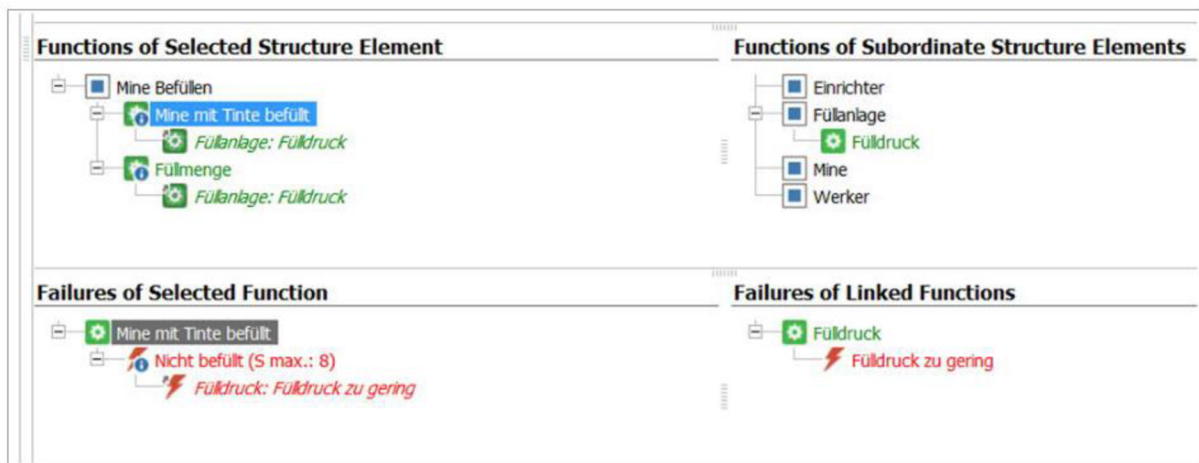 Functions of Selected Structure Element
Mine Befüllen
Mine mit Tinte befüllt
Füllanlage: Fülldruck
Füllmenge
Füllanlage: Fülldruck
Functions of Subordinate Structure Elements
Einrichter
Füllanlage
Fülldruck
Mine
Werker
Failures of Selected Function
Mine mit Tinte befüllt
Nicht befüllt (S max.: 8)
Fülldruck: Fülldruck zu gering
Failures of Linked Functions
Fülldruck
Fülldruck zu gering